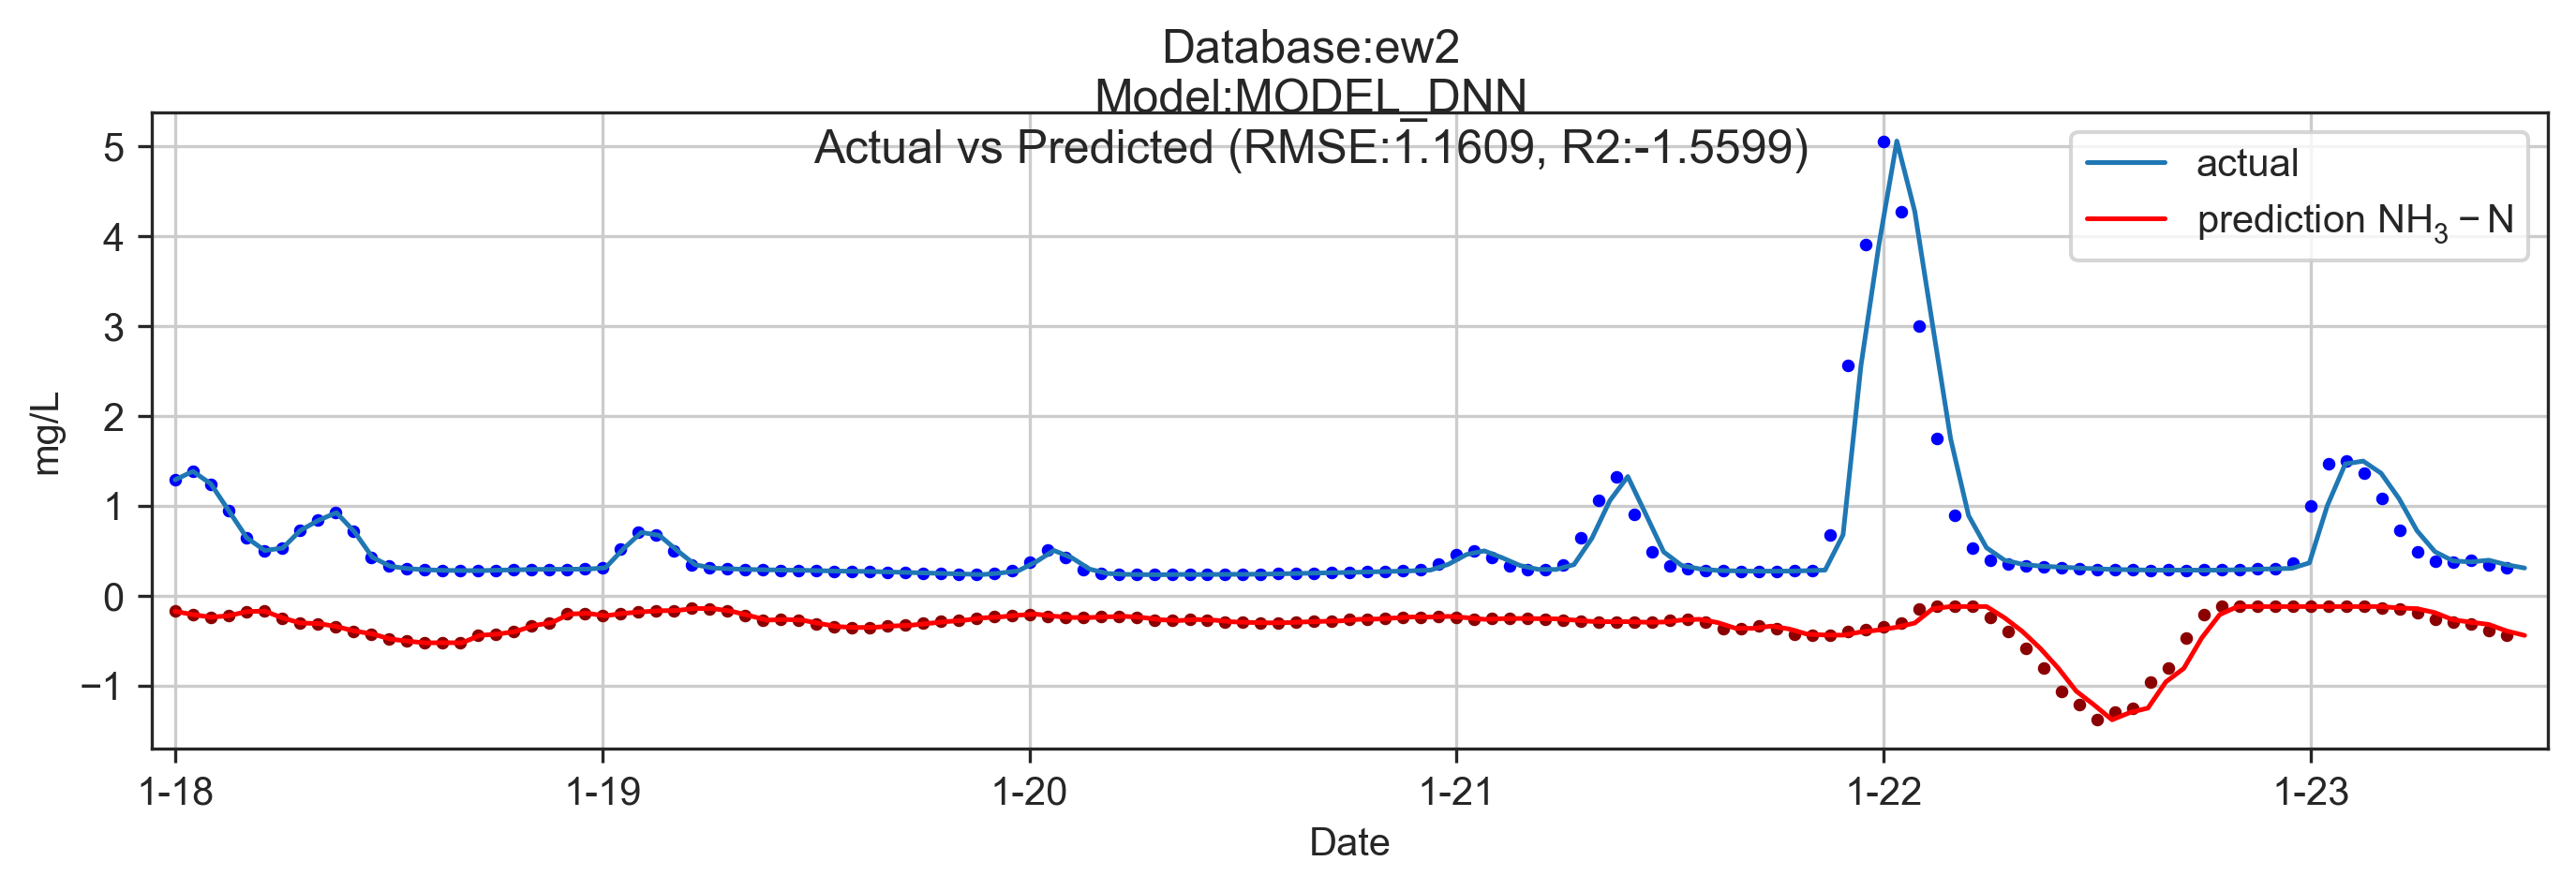 Database:ew2
Model:MODEL_DNN
Actual vs Predicted (RMSE:1.1609, R2:-1.5599)
actual
prediction NH₃ − N
5
4
3
2
1
0
−1
mg/L
1-18 1-19 1-20 1-21 1-22 1-23
Date